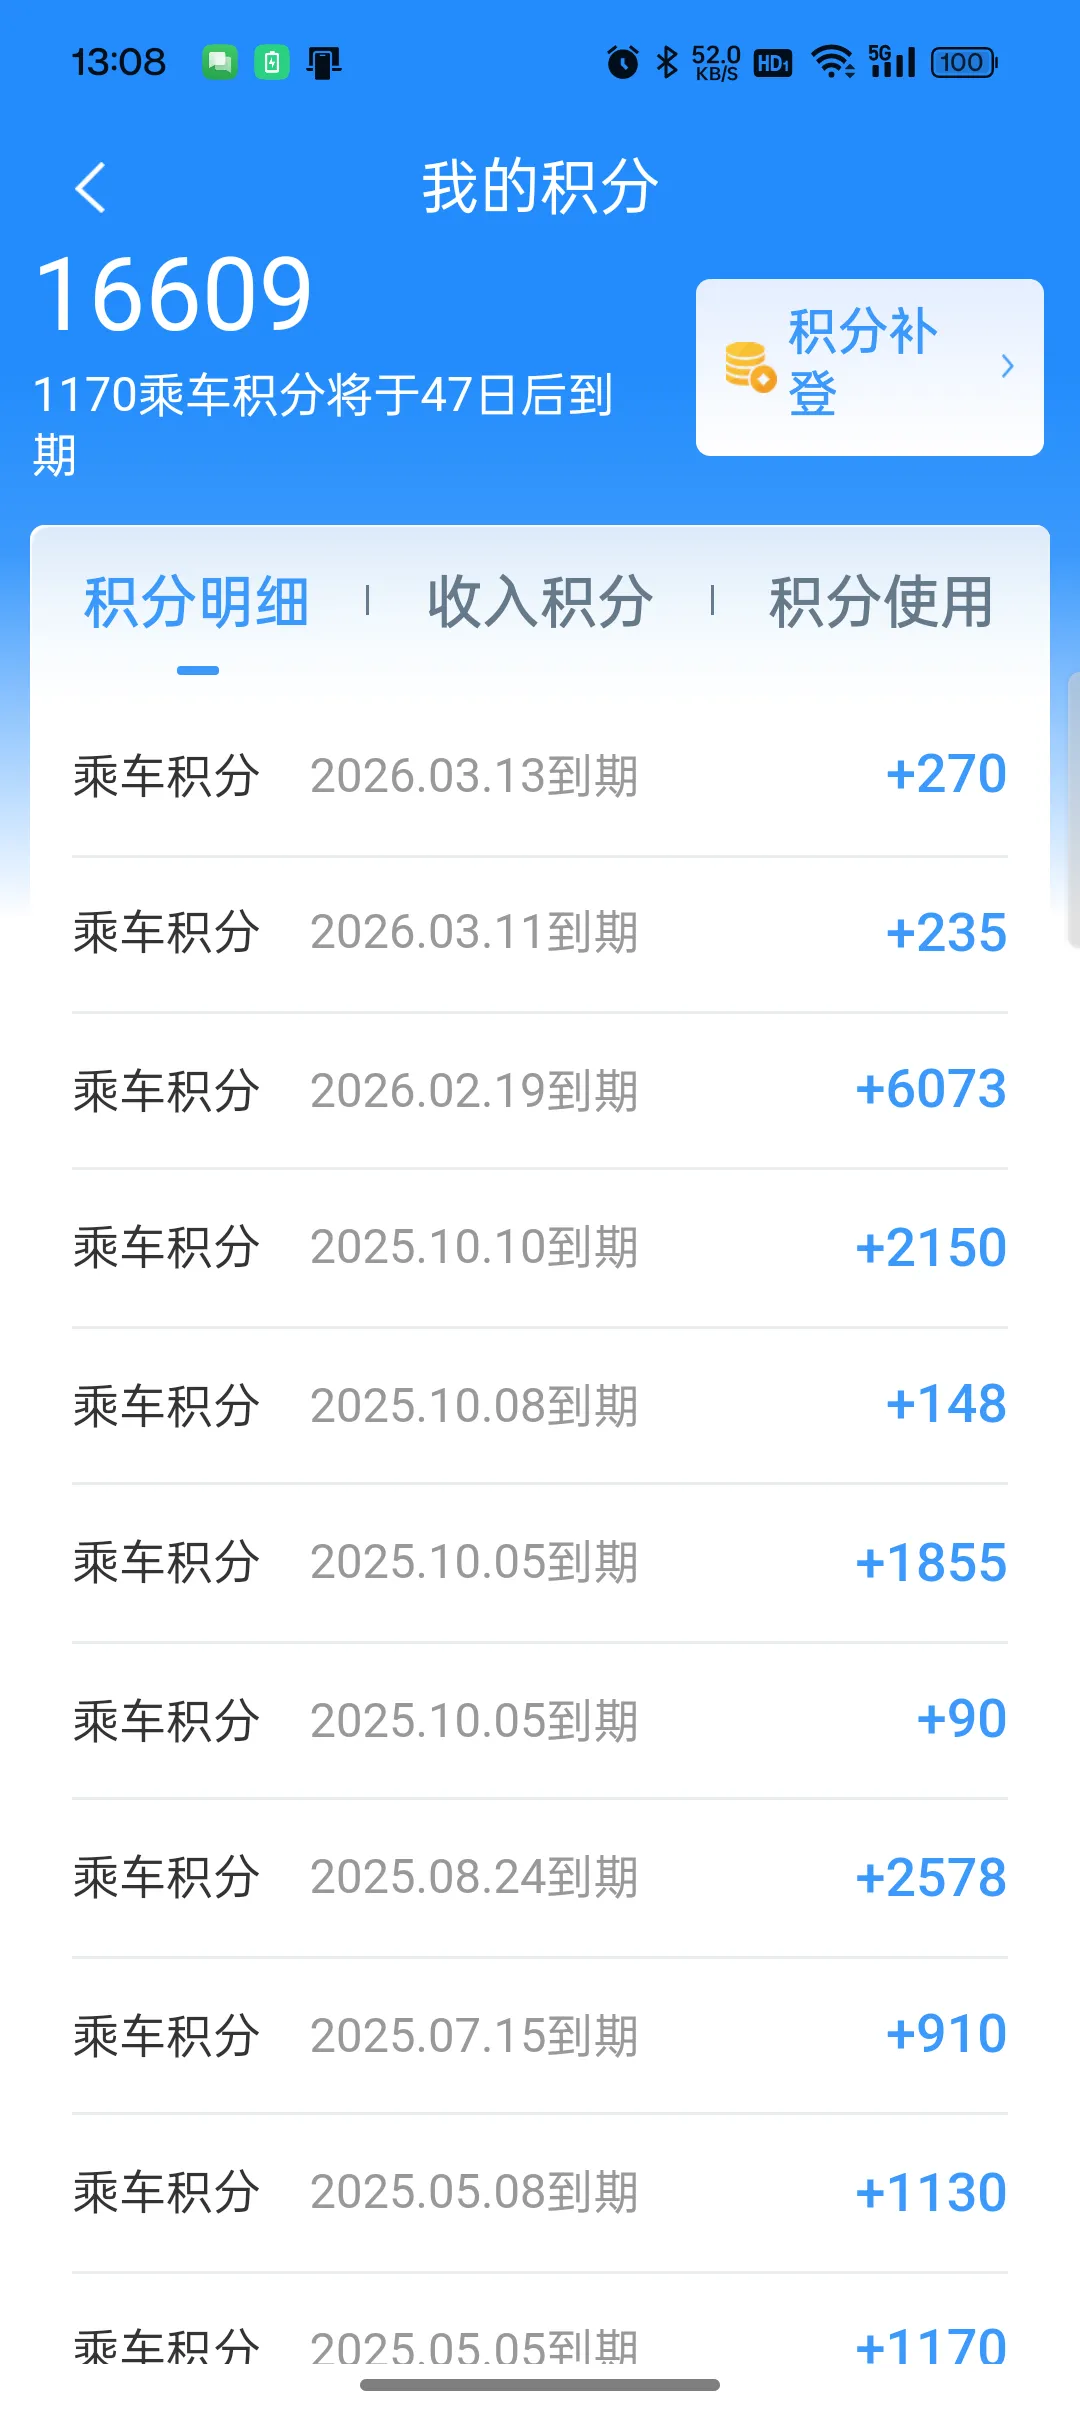 13:08
52.0 KB/S HD1 5G 100
我的积分
16609
1170乘车积分将于47日后到
期
积分补
登
积分明细 收入积分 积分使用
乘车积分 2026.03.13到期 +270
乘车积分 2026.03.11到期 +235
乘车积分 2026.02.19到期 +6073
乘车积分 2025.10.10到期 +2150
乘车积分 2025.10.08到期 +148
乘车积分 2025.10.05到期 +1855
乘车积分 2025.10.05到期 +90
乘车积分 2025.08.24到期 +2578
乘车积分 2025.07.15到期 +910
乘车积分 2025.05.08到期 +1130
乘车积分 2025.05.05到期 +1170